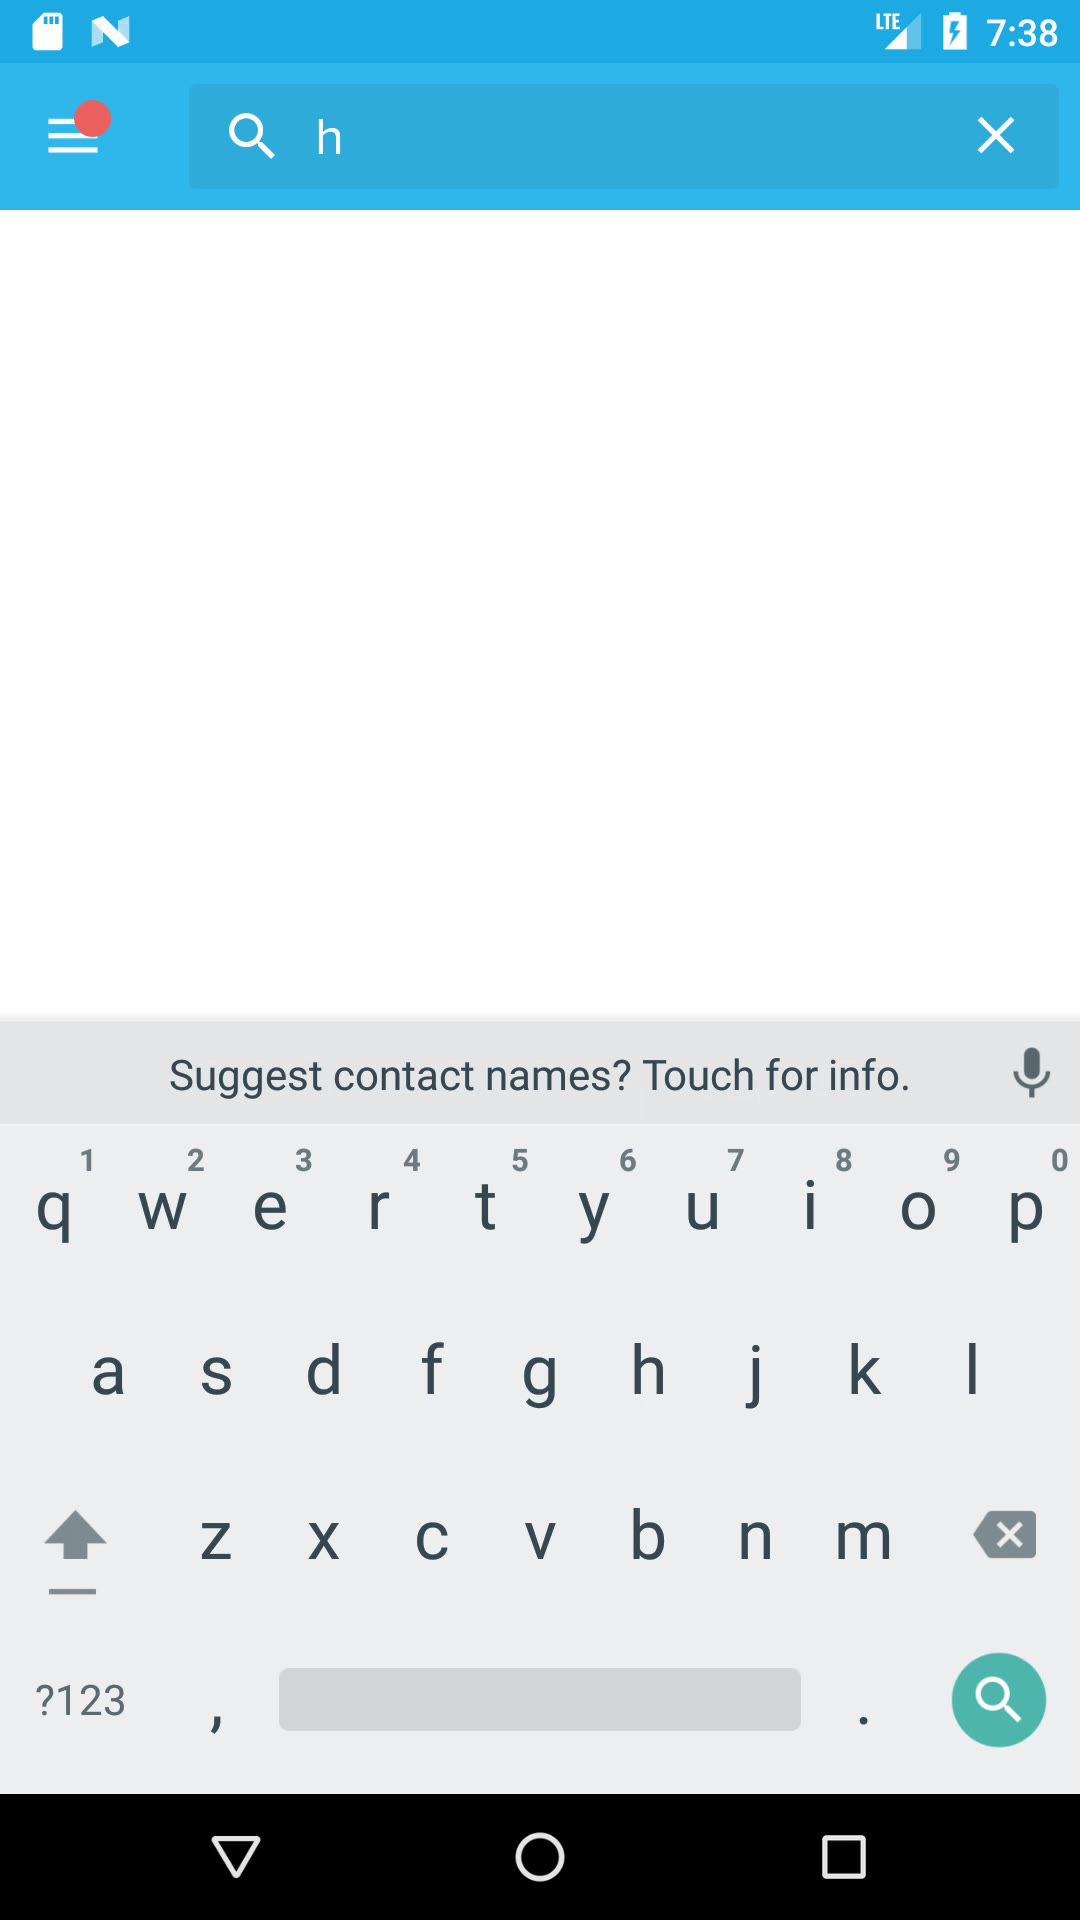 LTE 7:38
h
Suggest contact names? Touch for info.
1 2 3 4 5 6 7 8 9 0
q w e r t y u i o p
a s d f g h j k l
z x c v b n m
?123 , .